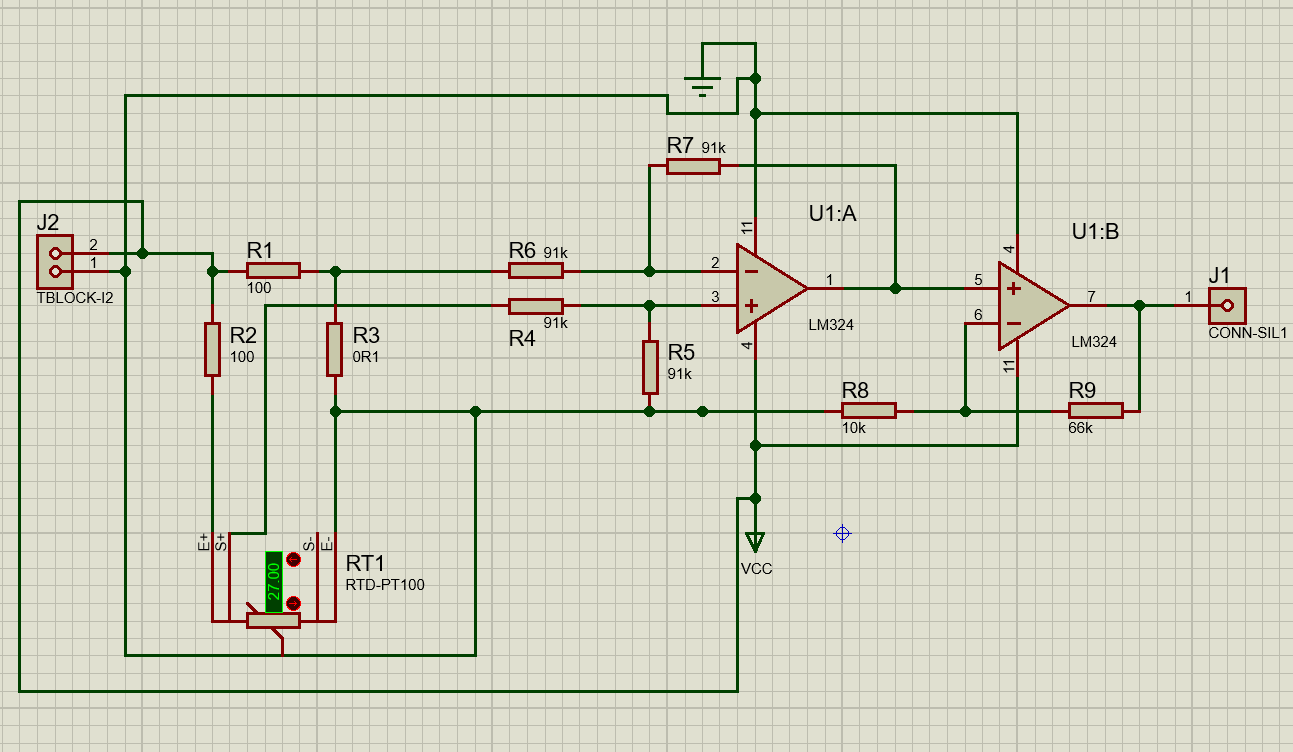 R7 91k
11
U1:A
J2
2
1
TBLOCK-I2
R1
100
R6 91k
2
3
1
LM324
4
R4
91k
R5
91k
R2
100
R3
0R1
4
U1:B
5
6
7
LM324
11
J1
1
CONN-SIL1
R8
10k
R9
66k
E+
S+
S-
E-
27.00
RT1
RTD-PT100
VCC